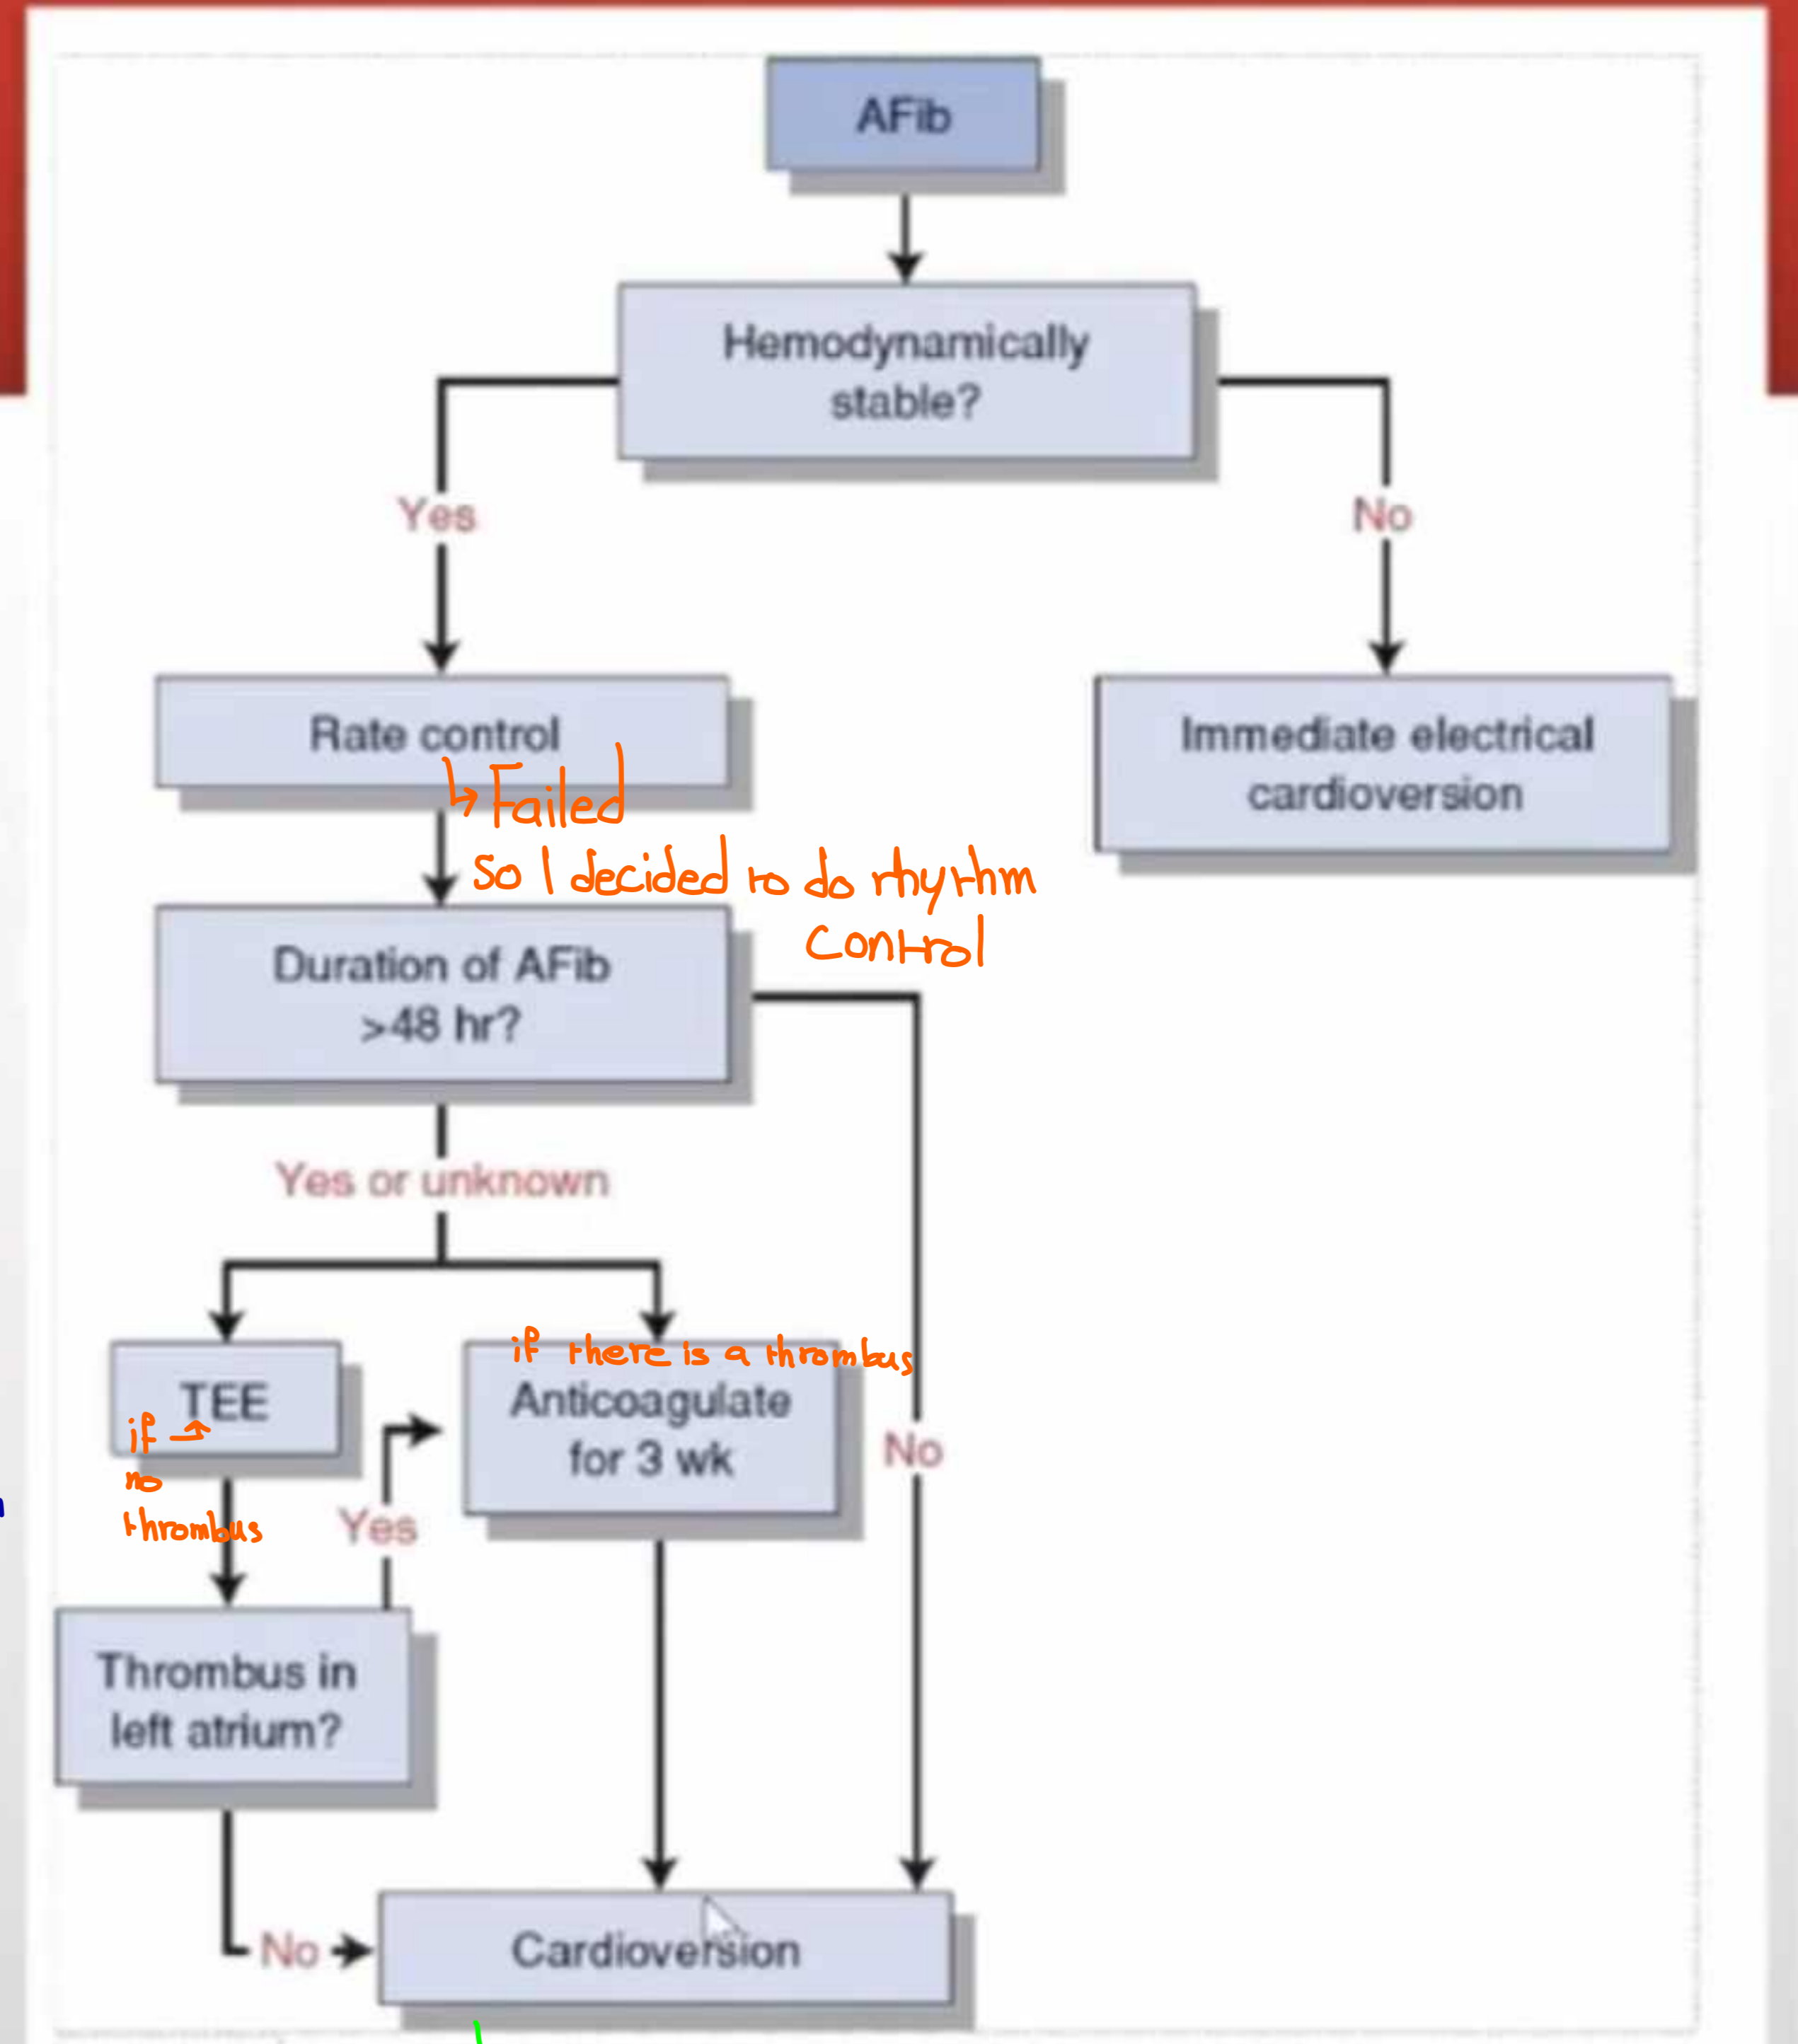 AFib
Hemodynamically
stable?
Yes
No
Rate control
↳ Failed
so I decided to do rhythm
control
Immediate electrical
cardioversion
Duration of AFib
>48 hr?
Yes or unknown
if there is a thrombus
TEE
if →
no
thrombus
Anticoagulate
for 3 wk
Yes
No
Thrombus in
left atrium?
No
Cardioversion